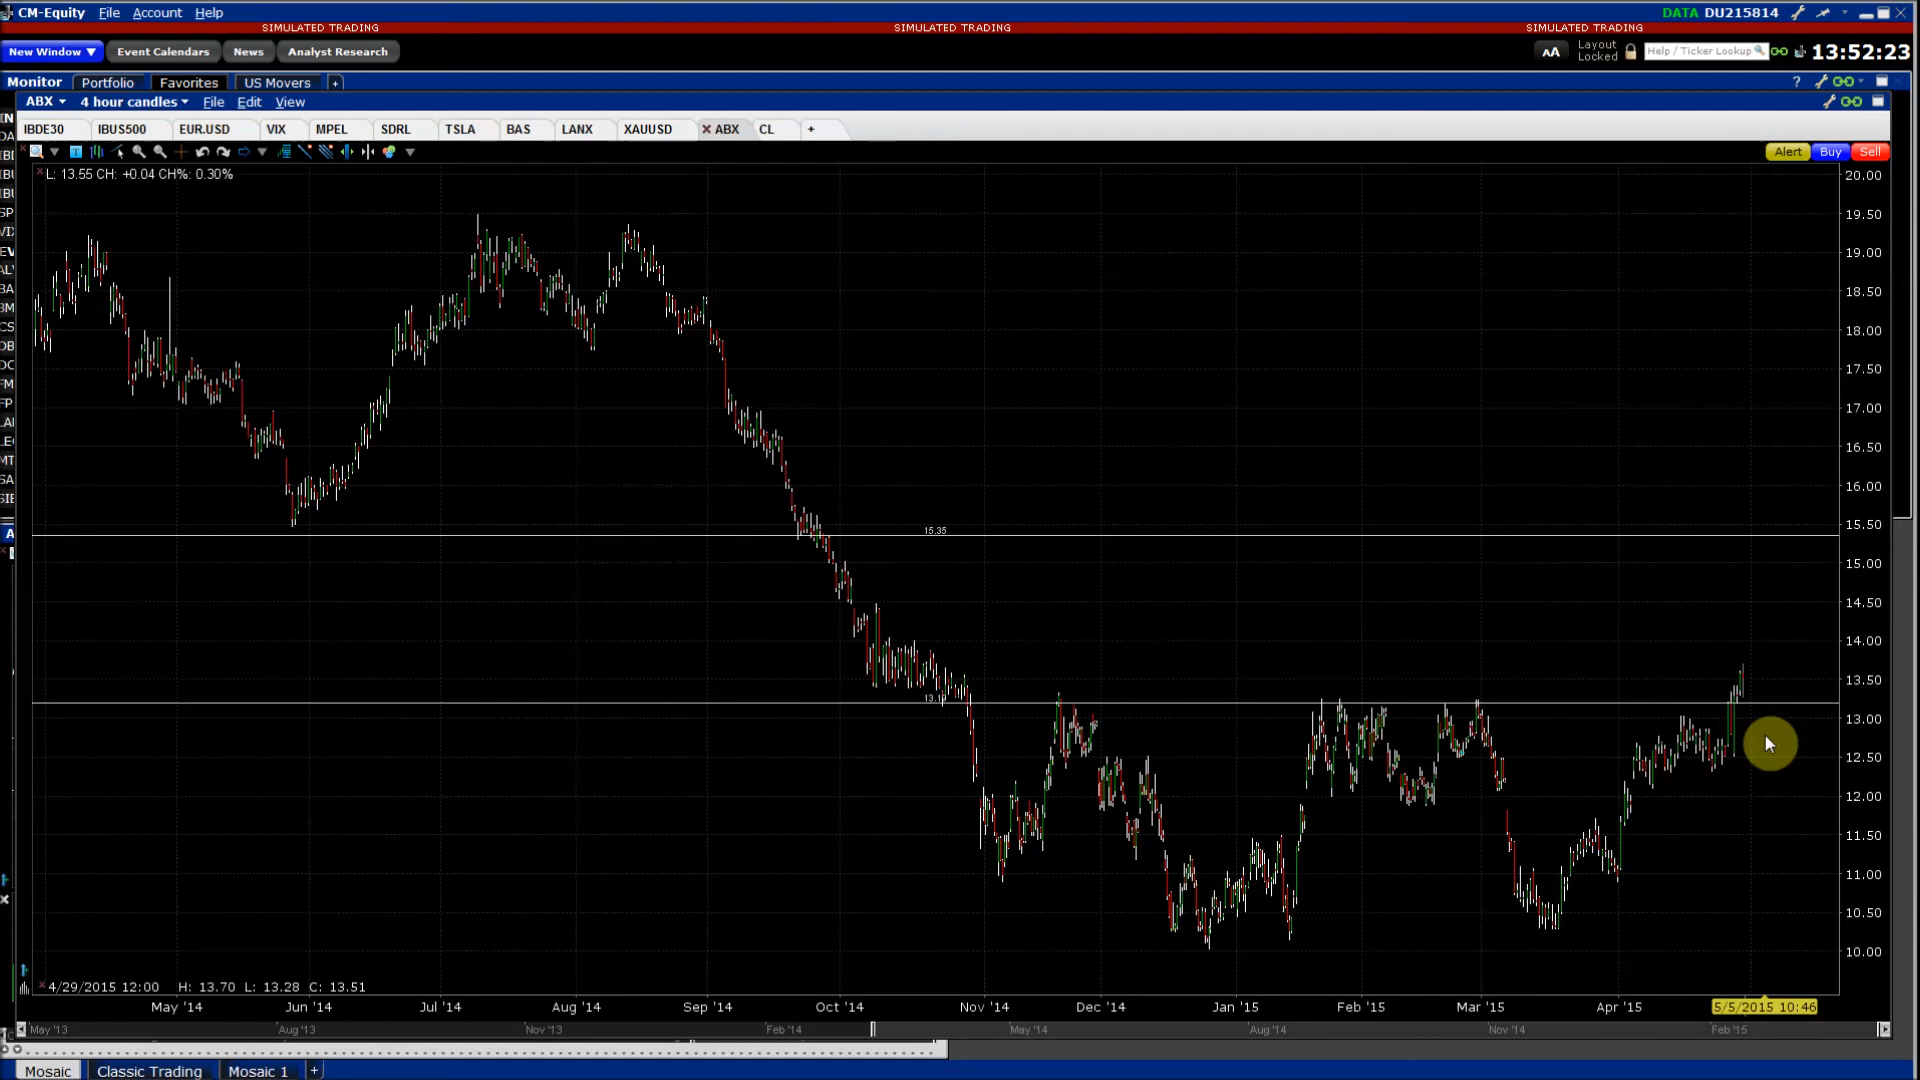 CM-Equity File Account Help DATA DU215814
SIMULATED TRADING SIMULATED TRADING SIMULATED TRADING
New Window ▼ Event Calendars News Analyst Research AA Layout Locked Help / Ticker Lookup 13:52:23
Monitor Portfolio Favorites US Movers + ?
ABX 4 hour candles File Edit View
IBDE30 IBUS500 EUR.USD VIX MPEL SDRL TSLA BAS LANX XAUUSD ABX CL +
Alert Buy Sell
L: 13.55 CH: +0.04 CH%: 0.30%
20.00
19.50
19.00
18.50
18.00
17.50
17.00
16.50
16.00
15.50
15.35
15.00
14.50
14.00
13.50
13.00
12.50
12.00
11.50
11.00
10.50
10.00
4/29/2015 12:00 H: 13.70 L: 13.28 C: 13.51
May '14 Jun '14 Jul '14 Aug '14 Sep '14 Oct '14 Nov '14 Dec '14 Jan '15 Feb '15 Mar '15 Apr '15 5/5/2015 10:46
May '13 Aug '13 Nov '13 Feb '14 May '14 Aug '14 Nov '14 Feb '15
Mosaic Classic Trading Mosaic 1 +